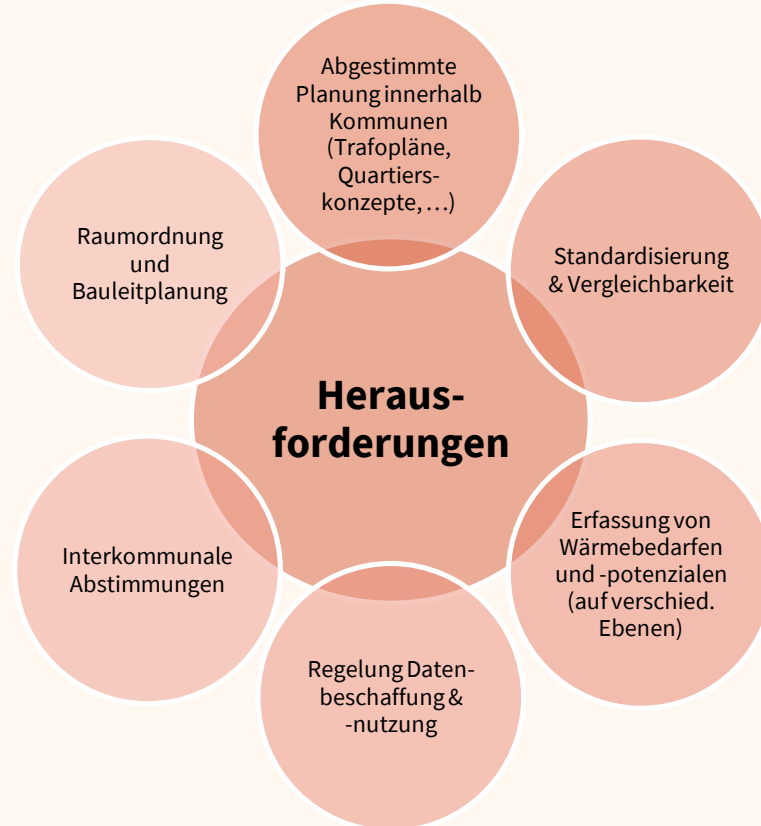 Abgestimmte
Planung innerhalb
Kommunen
(Trafopläne,
Quartiers-
konzepte, …)
Standardisierung
& Vergleichbarkeit
Erfassung von
Wärmebedarfen
und -potenzialen
(auf verschied.
Ebenen)
Regelung Daten-
beschaffung &
-nutzung
Interkommunale
Abstimmungen
Raumordnung
und
Bauleitplanung
Heraus-
forderungen